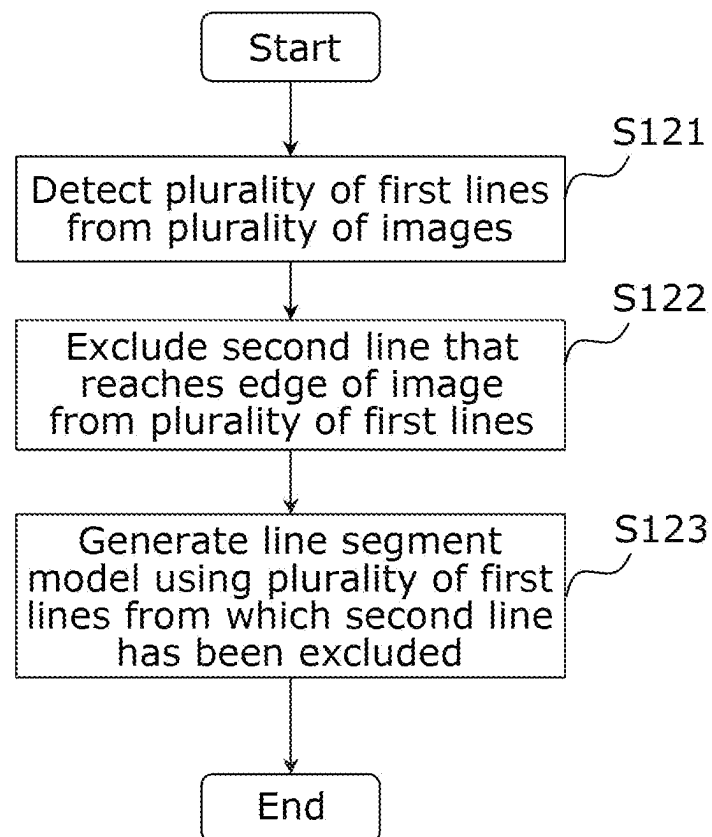 Start
S121
Detect plurality of first lines
from plurality of images
S122
Exclude second line that
reaches edge of image
from plurality of first lines
S123
Generate line segment
model using plurality of first
lines from which second line
has been excluded
End